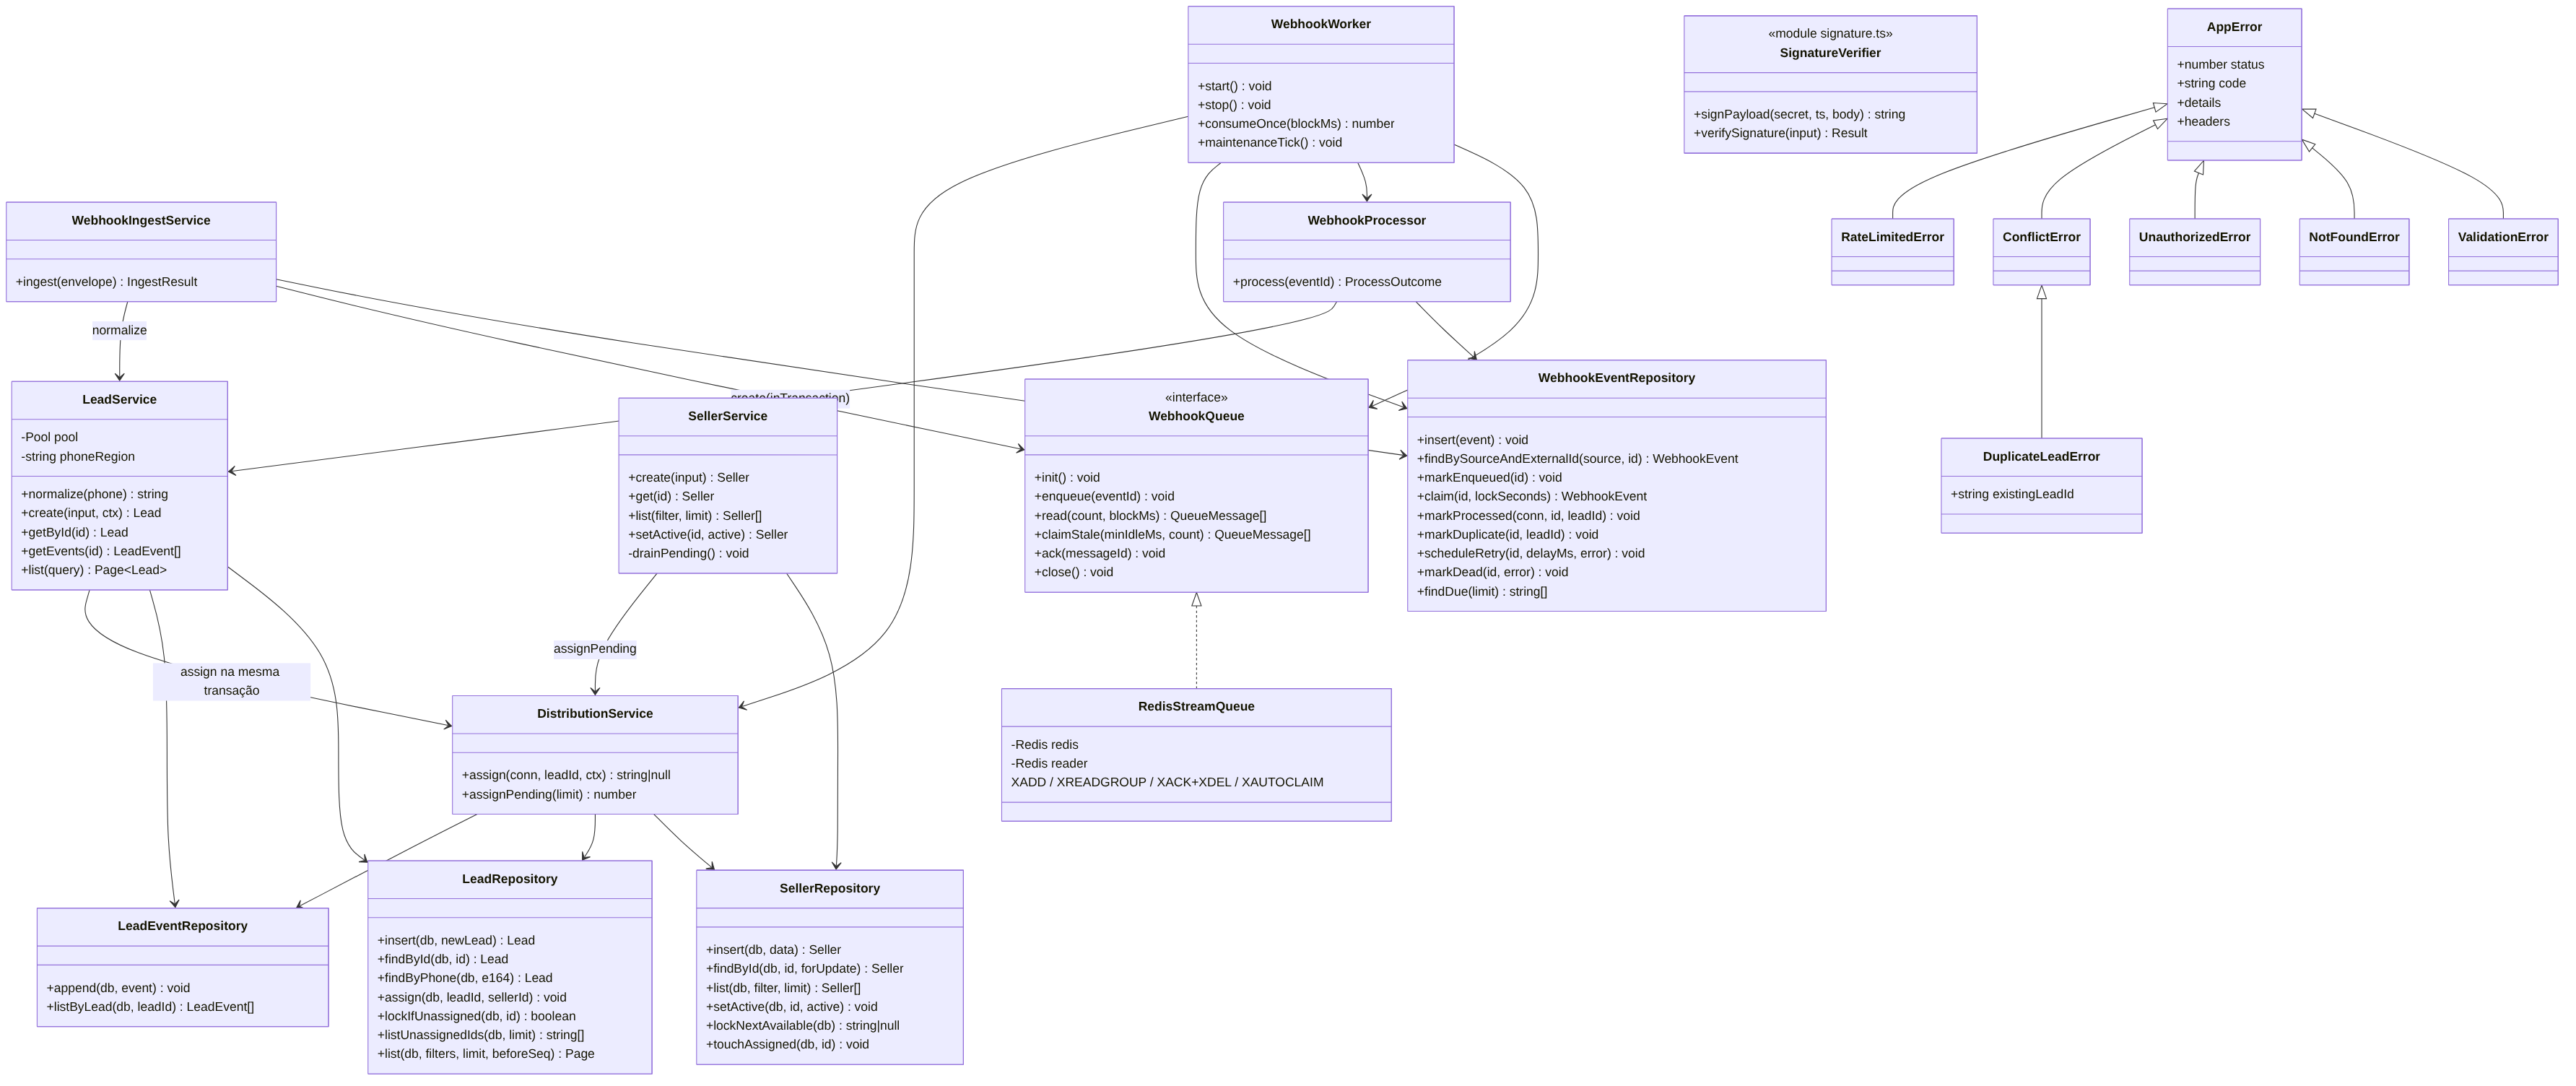 WebhookWorker
+start() : void
+stop() : void
+consumeOnce(blockMs) : number
+maintenanceTick() : void
«module signature.ts»
SignatureVerifier
+signPayload(secret, ts, body) : string
+verifySignature(input) : Result
AppError
+number status
+string code
+details
+headers
WebhookIngestService
+ingest(envelope) : IngestResult
WebhookProcessor
+process(eventId) : ProcessOutcome
RateLimitedError
ConflictError
UnauthorizedError
NotFoundError
ValidationError
normalize
LeadService
-Pool pool
-string phoneRegion
+normalize(phone) : string
+create(input, ctx) : Lead
+getById(id) : Lead
+getEvents(id) : LeadEvent[]
+list(query) : Page<Lead>
SellerService
+create(input) : Seller
+get(id) : Seller
+list(filter, limit) : Seller[]
+setActive(id, active) : Seller
-drainPending() : void
«interface»
WebhookQueue
+init() : void
+enqueue(eventId) : void
+read(count, blockMs) : QueueMessage[]
+claimStale(minIdleMs, count) : QueueMessage[]
+ack(messageId) : void
+close() : void
WebhookEventRepository
+insert(event) : void
+findBySourceAndExternalId(source, id) : WebhookEvent
+markEnqueued(id) : void
+claim(id, lockSeconds) : WebhookEvent
+markProcessed(conn, id, leadId) : void
+markDuplicate(id, leadId) : void
+scheduleRetry(id, delayMs, error) : void
+markDead(id, error) : void
+findDue(limit) : string[]
DuplicateLeadError
+string existingLeadId
assign na mesma
transação
assignPending
DistributionService
+assign(conn, leadId, ctx) : string|null
+assignPending(limit) : number
RedisStreamQueue
-Redis redis
-Redis reader
XADD / XREADGROUP / XACK+XDEL / XAUTOCLAIM
LeadEventRepository
+append(db, event) : void
+listByLead(db, leadId) : LeadEvent[]
LeadRepository
+insert(db, newLead) : Lead
+findById(db, id) : Lead
+findByPhone(db, e164) : Lead
+assign(db, leadId, sellerId) : void
+lockIfUnassigned(db, id) : boolean
+listUnassignedIds(db, limit) : string[]
+list(db, filters, limit, beforeSeq) : Page
SellerRepository
+insert(db, data) : Seller
+findById(db, id, forUpdate) : Seller
+list(db, filter, limit) : Seller[]
+setActive(db, id, active) : void
+lockNextAvailable(db) : string|null
+touchAssigned(db, id) : void